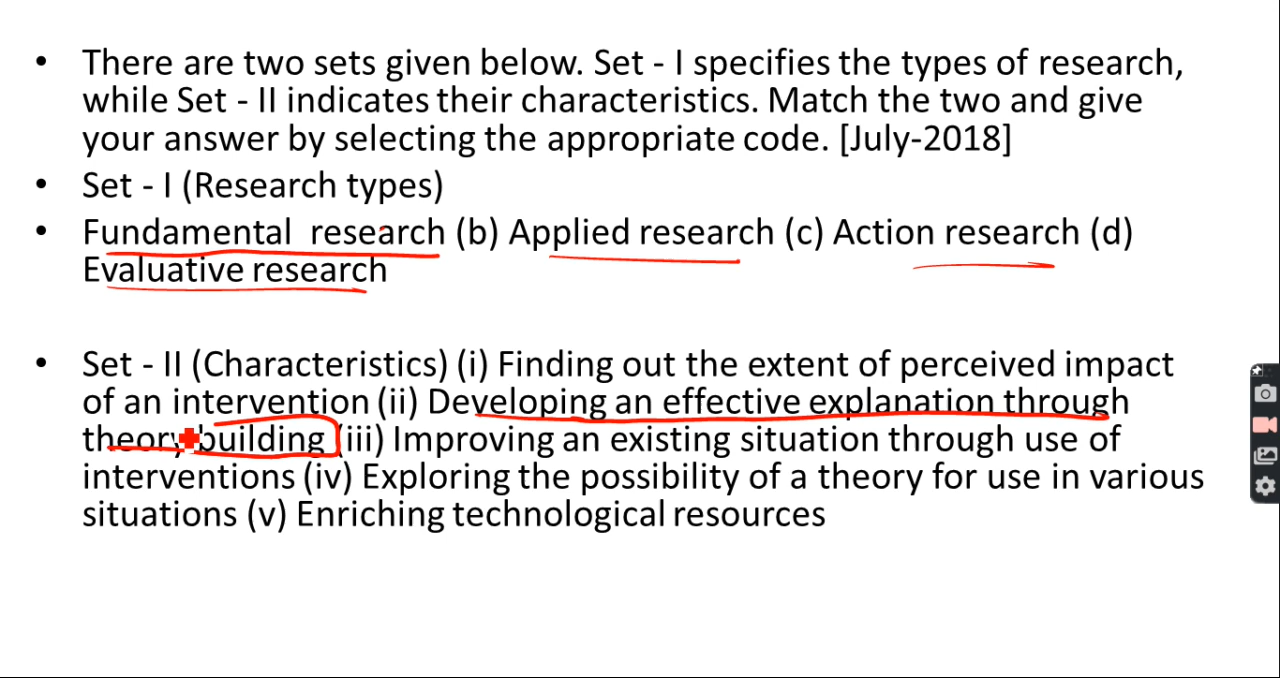 • There are two sets given below. Set - I specifies the types of research,
while Set - II indicates their characteristics. Match the two and give
your answer by selecting the appropriate code. [July-2018]
• Set - I (Research types)
• Fundamental research (b) Applied research (c) Action research (d)
Evaluative research
• Set - II (Characteristics) (i) Finding out the extent of perceived impact
of an intervention (ii) Developing an effective explanation through
theory building (iii) Improving an existing situation through use of
interventions (iv) Exploring the possibility of a theory for use in various
situations (v) Enriching technological resources